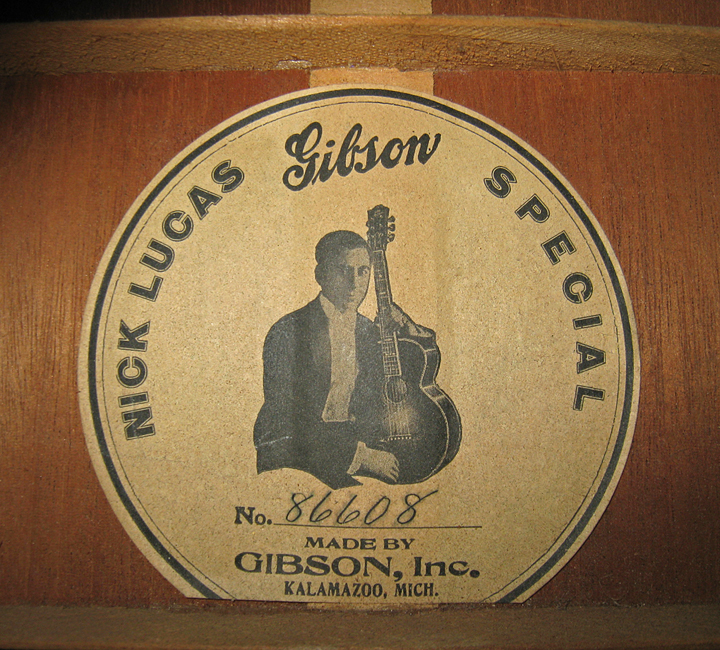 Gibson
NICK LUCAS SPECIAL
No. 86608
MADE BY
GIBSON, Inc.
KALAMAZOO, MICH.